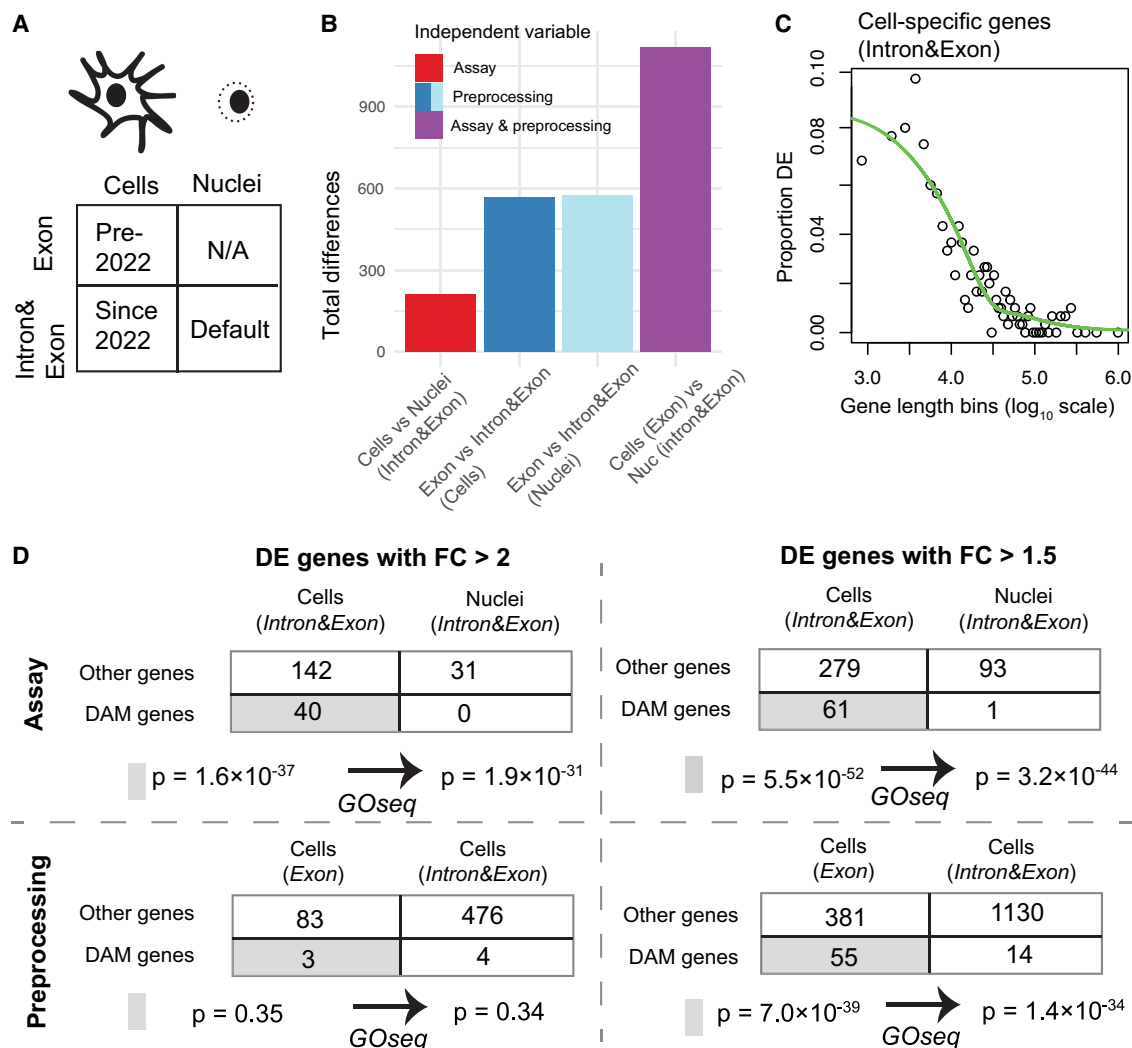 A
Cells
Nuclei
Exon
Intron&
Exon
Pre-
2022
N/A
Since
2022
Default
B
Independent variable
Assay
Preprocessing
Assay & preprocessing
Total differences
900
600
300
0
Cells vs Nuclei
(Intron&Exon)
Exon vs Intron&Exon
(Cells)
Exon vs Intron&Exon
(Nuclei)
Cells (Exon) vs
Nuc (intron&Exon)
C
Cell-specific genes
(Intron&Exon)
Proportion DE
0.10
0.08
0.04
0.00
3.0 4.0 5.0 6.0
Gene length bins (log10 scale)
D
DE genes with FC > 2
DE genes with FC > 1.5
Assay
Cells
(Intron&Exon)
Nuclei
(Intron&Exon)
Other genes 142 31
DAM genes 40 0
p = 1.6×10-37
GOseq
p = 1.9×10-31
Cells
(Intron&Exon)
Nuclei
(Intron&Exon)
Other genes 279 93
DAM genes 61 1
p = 5.5×10-52
GOseq
p = 3.2×10-44
Preprocessing
Cells
(Exon)
Cells
(Intron&Exon)
Other genes 83 476
DAM genes 3 4
p = 0.35
GOseq
p = 0.34
Cells
(Exon)
Cells
(Intron&Exon)
Other genes 381 1130
DAM genes 55 14
p = 7.0×10-39
GOseq
p = 1.4×10-34